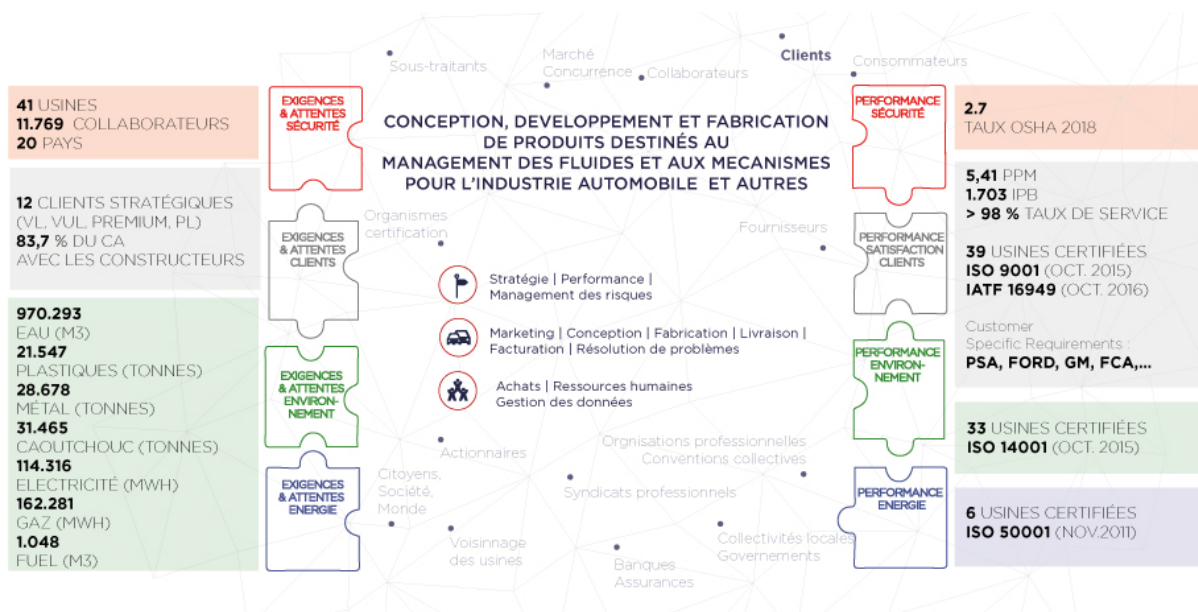 Sous-traitants
Marché
Concurrence
Collaborateurs
Clients
Consommateurs
41 USINES
11.769 COLLABORATEURS
20 PAYS
EXIGENCES
& ATTENTES
SÉCURITÉ
CONCEPTION, DEVELOPPEMENT ET FABRICATION
DE PRODUITS DESTINÉS AU
MANAGEMENT DES FLUIDES ET AUX MECANISMES
POUR L'INDUSTRIE AUTOMOBILE ET AUTRES
PERFORMANCE
SÉCURITÉ
2.7
TAUX OSHA 2018
12 CLIENTS STRATÉGIQUES
(VL, VUL, PREMIUM, PL)
83,7 % DU CA
AVEC LES CONSTRUCTEURS
EXIGENCES
& ATTENTES
CLIENTS
Organismes
certification
Fournisseurs
PERFORMANCE
SATISFACTION
CLIENTS
5,41 PPM
1.703 IPB
> 98 % TAUX DE SERVICE
39 USINES CERTIFIÉES
ISO 9001 (OCT. 2015)
IATF 16949 (OCT. 2016)
Customer
Specific Requirements :
PSA, FORD, GM, FCA,...
Stratégie | Performance |
Management des risques
Marketing | Conception | Fabrication | Livraison |
Facturation | Résolution de problèmes
Achats | Ressources humaines
Gestion des données
970.293
EAU (M3)
21.547
PLASTIQUES (TONNES)
28.678
MÉTAL (TONNES)
31.465
CAOUTCHOUC (TONNES)
114.316
ELECTRICITÉ (MWH)
162.281
GAZ (MWH)
1.048
FUEL (M3)
EXIGENCES
& ATTENTES
ENVIRON-
NEMENT
PERFORMANCE
ENVIRON-
NEMENT
33 USINES CERTIFIÉES
ISO 14001 (OCT. 2015)
Actionnaires
Orgnisations professionnelles
Conventions collectives
EXIGENCES
& ATTENTES
ENERGIE
Citoyens,
Société,
Monde
Syndicats professionnels
PERFORMANCE
ENERGIE
6 USINES CERTIFIÉES
ISO 50001 (NOV.2011)
Voisinnage
des usines
Banques
Assurances
Collectivités locales
Governements